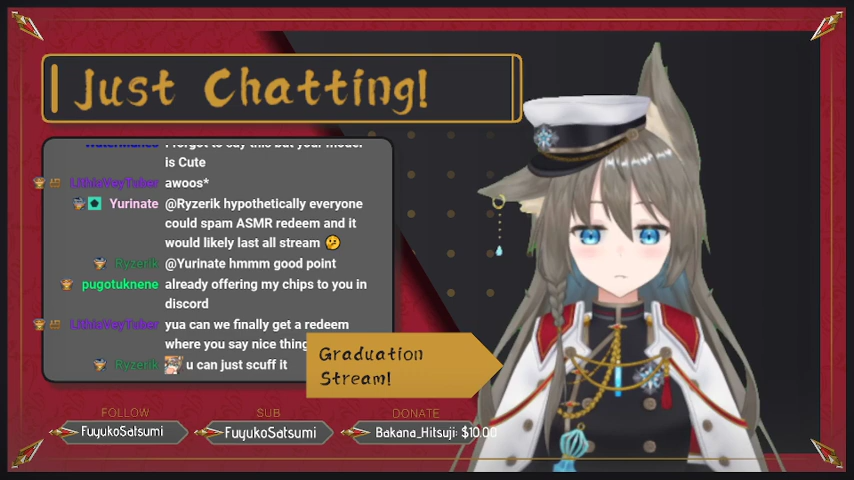 Just Chatting!
is Cute
LilHiaVeyTuber awoos*
Yurinate @Ryzerik hypothetically everyone
could spam ASMR redeem and it
would likely last all stream
Ryzerik @Yurinate hmmm good point
pugotuknene already offering my chips to you in
discord
yua can we finally get a redeem
where you say nice thing
Ryzerik u can just scuff it
Graduation
Stream!
FOLLOW SUB DONATE
FuyukoSatsumi FuyukoSatsumi Bakana_Hitsuji: $10.00